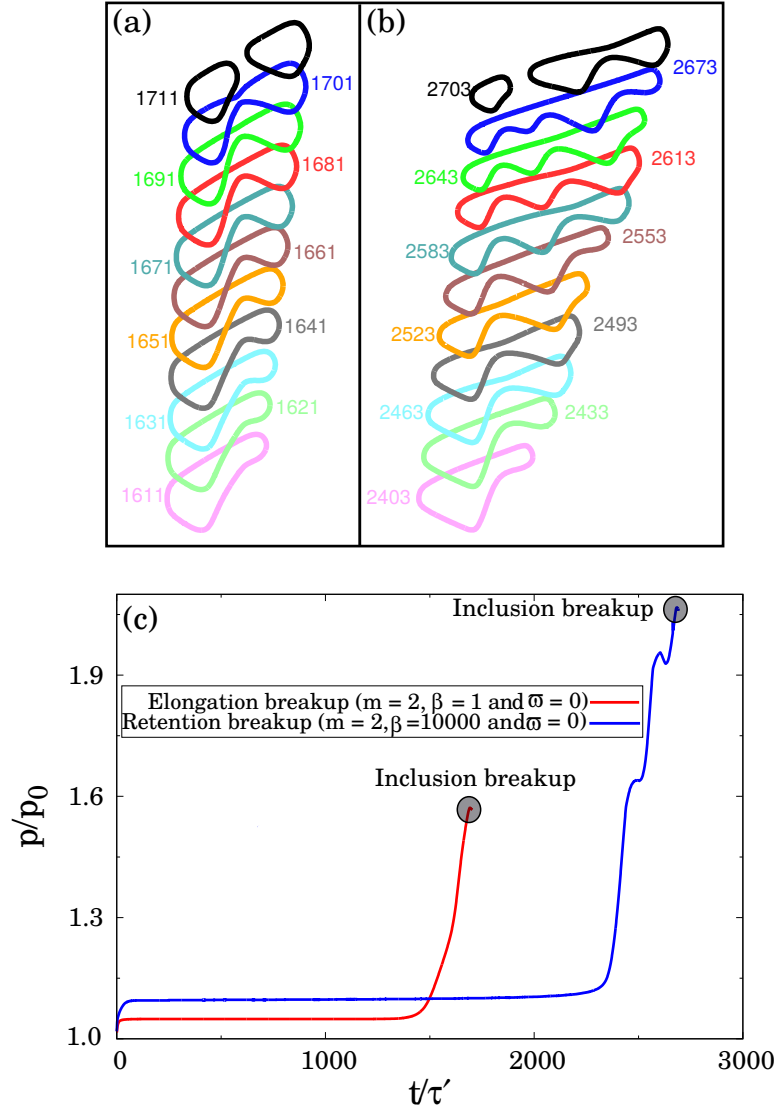 (a)
(b)
1711
1701
2703
2673
1691
1681
2643
2613
1671
1661
2583
2553
1651
1641
2523
2493
1631
1621
2463
2433
1611
2403
(c)
Inclusion breakup
1.9
Elongation breakup (m = 2, β = 1 and ϖ = 0)
Retention breakup (m = 2,β=10000 and ϖ = 0)
Inclusion breakup
1.6
p/p0
1.3
1.0
0 1000 2000 3000
t/τ′